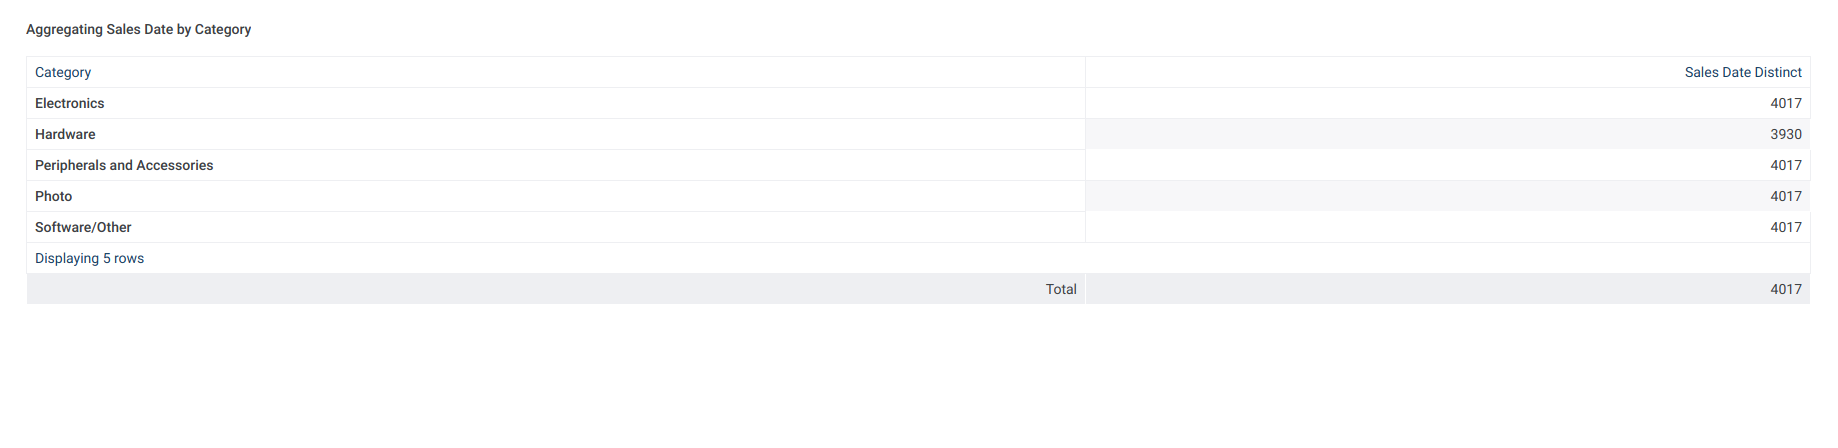 Aggregating Sales Date by Category
Category Sales Date Distinct
Electronics 4017
Hardware 3930
Peripherals and Accessories 4017
Photo 4017
Software/Other 4017
Displaying 5 rows
Total 4017